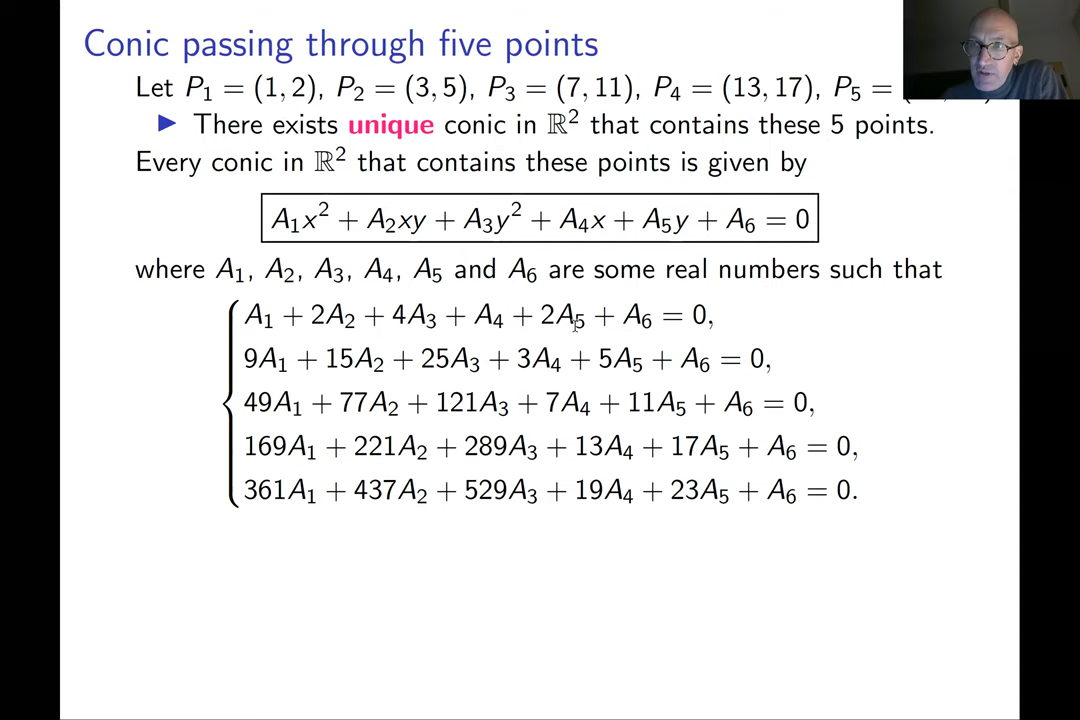 Conic passing through five points
Let P₁ = (1, 2), P₂ = (3, 5), P₃ = (7, 11), P₄ = (13, 17), P₅ =
▶ There exists unique conic in ℝ² that contains these 5 points.
Every conic in ℝ² that contains these points is given by
A₁x² + A₂xy + A₃y² + A₄x + A₅y + A₆ = 0
where A₁, A₂, A₃, A₄, A₅ and A₆ are some real numbers such that
A₁ + 2A₂ + 4A₃ + A₄ + 2A₅ + A₆ = 0,
9A₁ + 15A₂ + 25A₃ + 3A₄ + 5A₅ + A₆ = 0,
49A₁ + 77A₂ + 121A₃ + 7A₄ + 11A₅ + A₆ = 0,
169A₁ + 221A₂ + 289A₃ + 13A₄ + 17A₅ + A₆ = 0,
361A₁ + 437A₂ + 529A₃ + 19A₄ + 23A₅ + A₆ = 0.